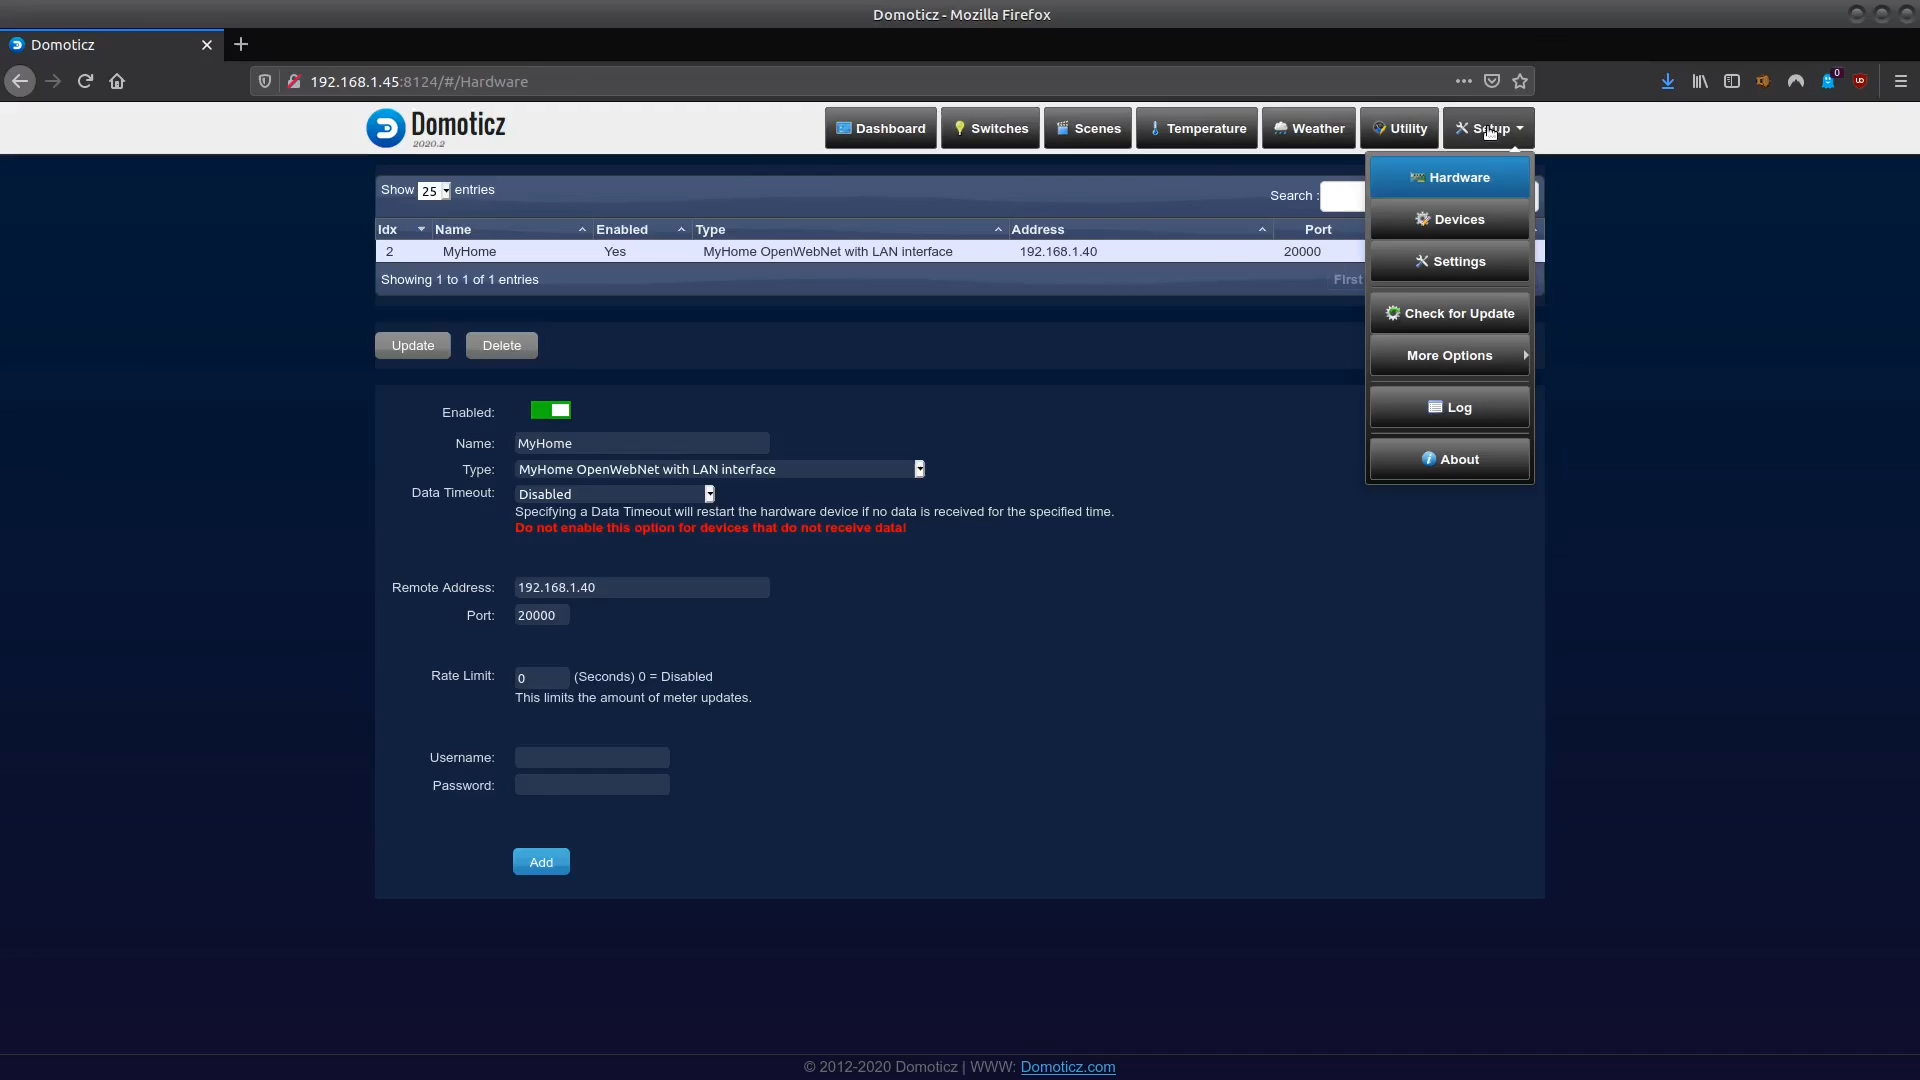 Domoticz - Mozilla Firefox
Domoticz
192.168.1.45:8124/#/Hardware
0
Domoticz
2020.2
Dashboard Switches Scenes Temperature Weather Utility Setup
Hardware
Devices
Settings
Check for Update
More Options
Log
About
Show 25 entries
Search :
Idx Name Enabled Type Address Port
2 MyHome Yes MyHome OpenWebNet with LAN interface 192.168.1.40 20000
Showing 1 to 1 of 1 entries
First
Update Delete
Enabled:
Name: MyHome
Type: MyHome OpenWebNet with LAN interface
Data Timeout: Disabled
Specifying a Data Timeout will restart the hardware device if no data is received for the specified time.
Do not enable this option for devices that do not receive data!
Remote Address: 192.168.1.40
Port: 20000
Rate Limit: 0 (Seconds) 0 = Disabled
This limits the amount of meter updates.
Username:
Password:
Add
© 2012-2020 Domoticz | WWW: Domoticz.com